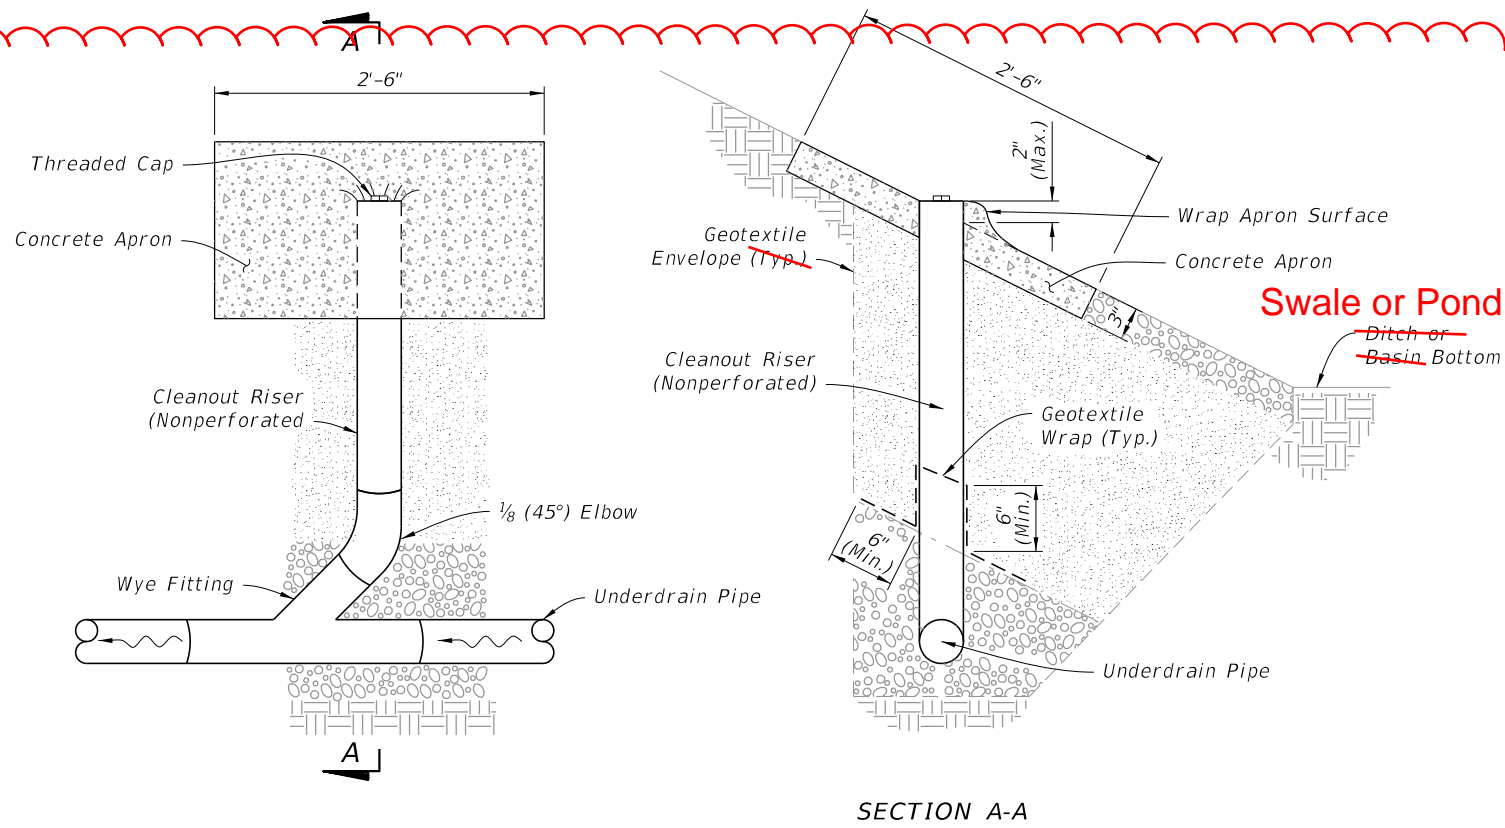 A
2'-6"
Threaded Cap
Concrete Apron
Cleanout Riser
(Nonperforated
⅛ (45°) Elbow
Wye Fitting
Underdrain Pipe
A
2'-6"
2"
(Max.)
Wrap Apron Surface
Geotextile
Envelope (Typ.)
Concrete Apron
Swale or Pond
3"
Ditch or
Basin Bottom
Cleanout Riser
(Nonperforated)
Geotextile
Wrap (Typ.)
6"
(Min.)
6"
(Min.)
Underdrain Pipe
SECTION A-A